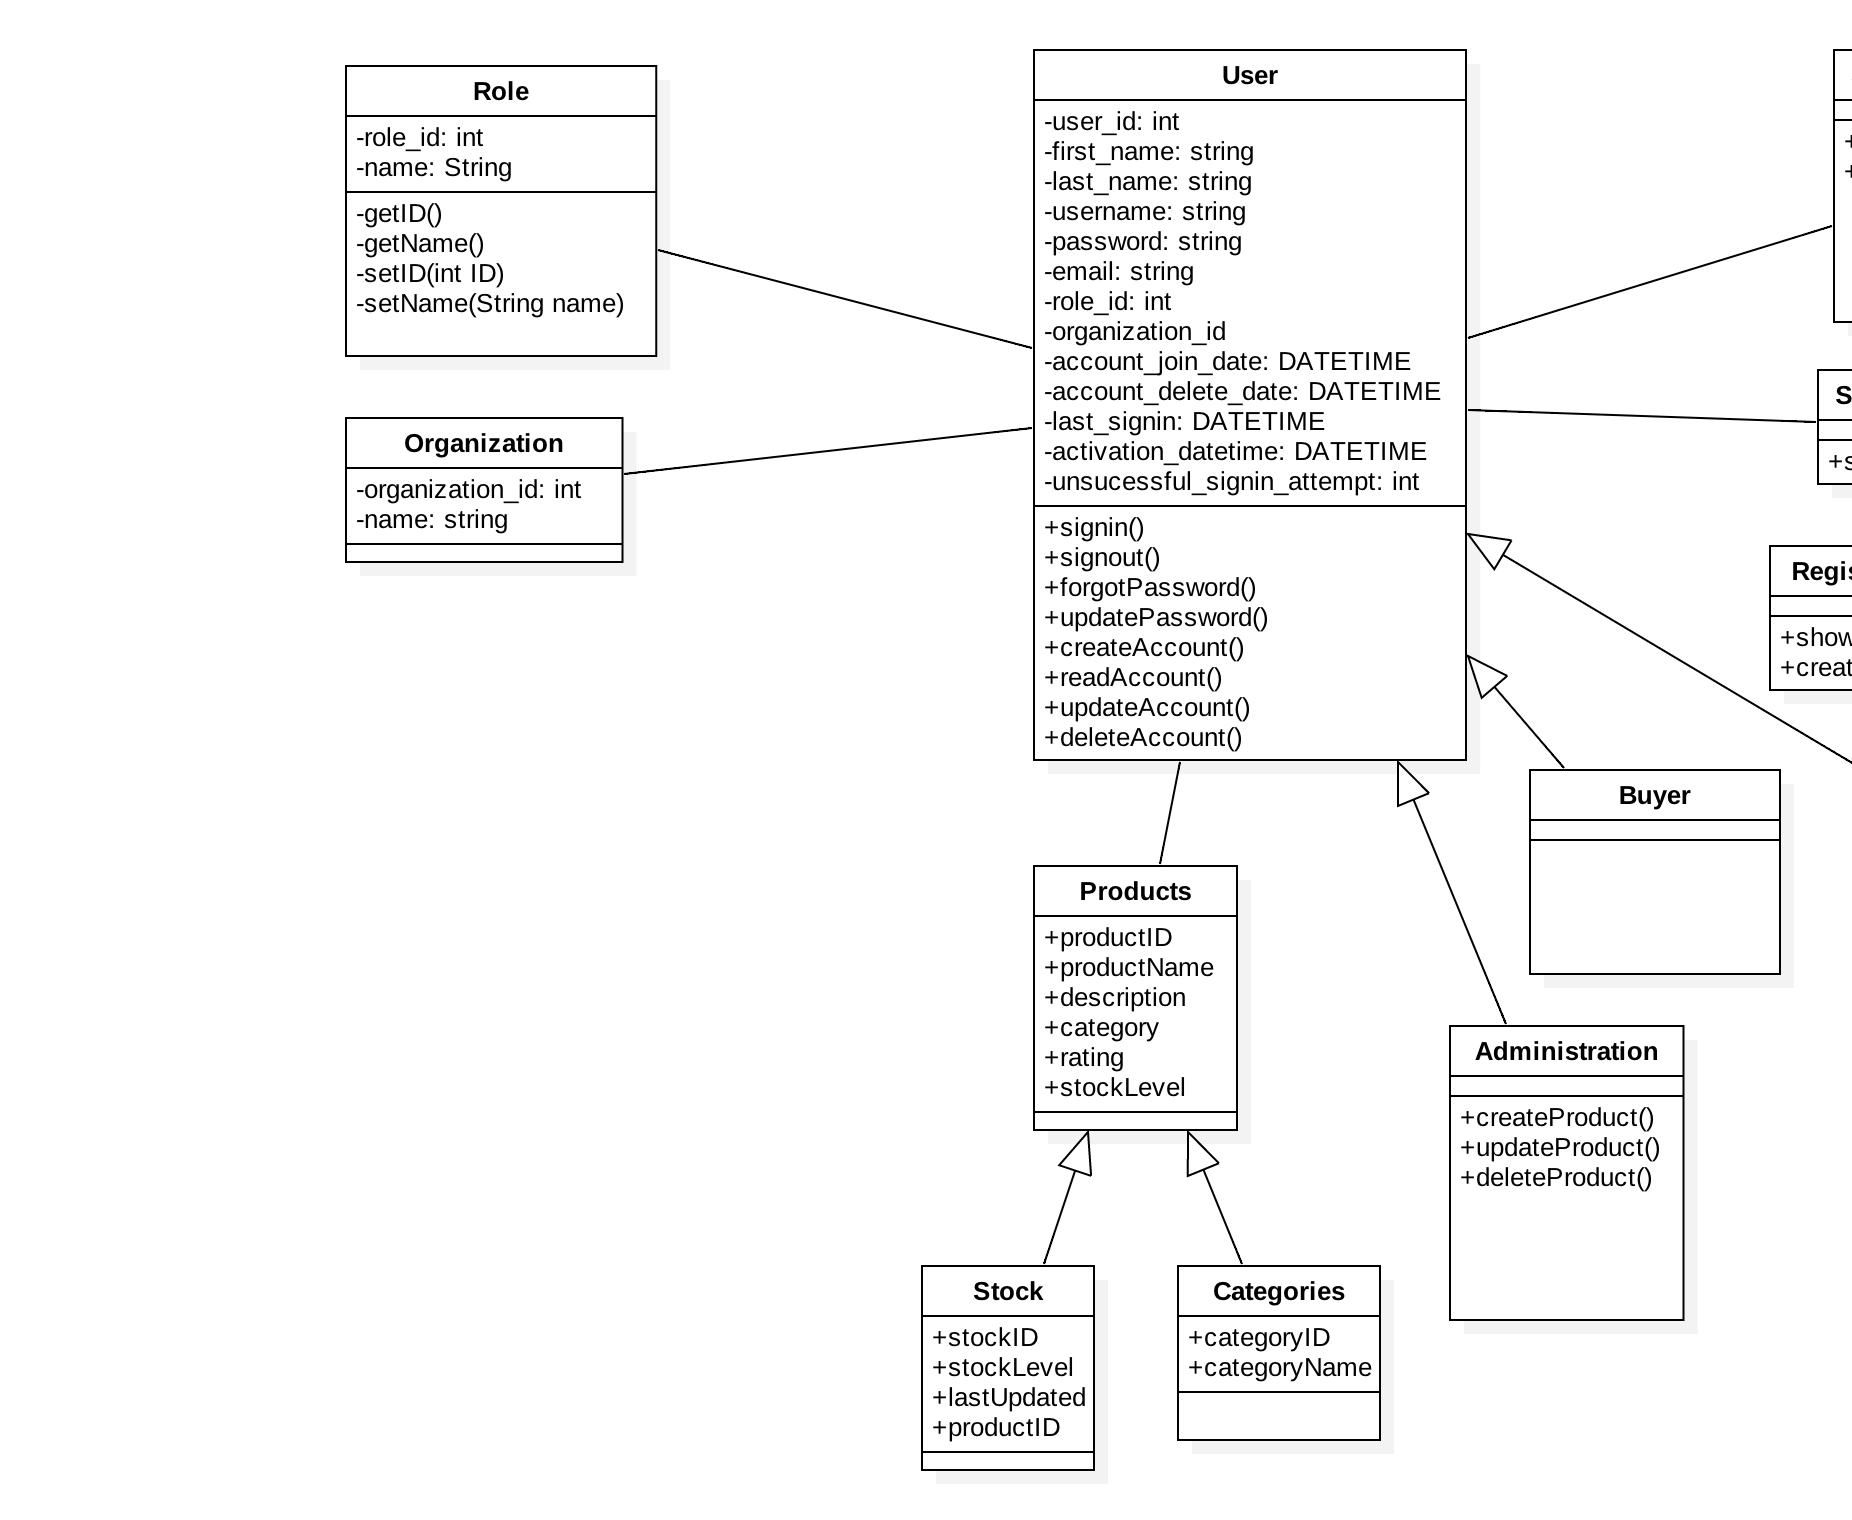 Role
-role_id: int
-name: String
-getID()
-getName()
-setID(int ID)
-setName(String name)
Organization
-organization_id: int
-name: string
User
-user_id: int
-first_name: string
-last_name: string
-username: string
-password: string
-email: string
-role_id: int
-organization_id
-account_join_date: DATETIME
-account_delete_date: DATETIME
-last_signin: DATETIME
-activation_datetime: DATETIME
-unsucessful_signin_attempt: int
+signin()
+signout()
+forgotPassword()
+updatePassword()
+createAccount()
+readAccount()
+updateAccount()
+deleteAccount()
Products
+productID
+productName
+description
+category
+rating
+stockLevel
Stock
+stockID
+stockLevel
+lastUpdated
+productID
Categories
+categoryID
+categoryName
Buyer
Administration
+createProduct()
+updateProduct()
+deleteProduct()
+
+
S
+s
Regis
+show
+creat